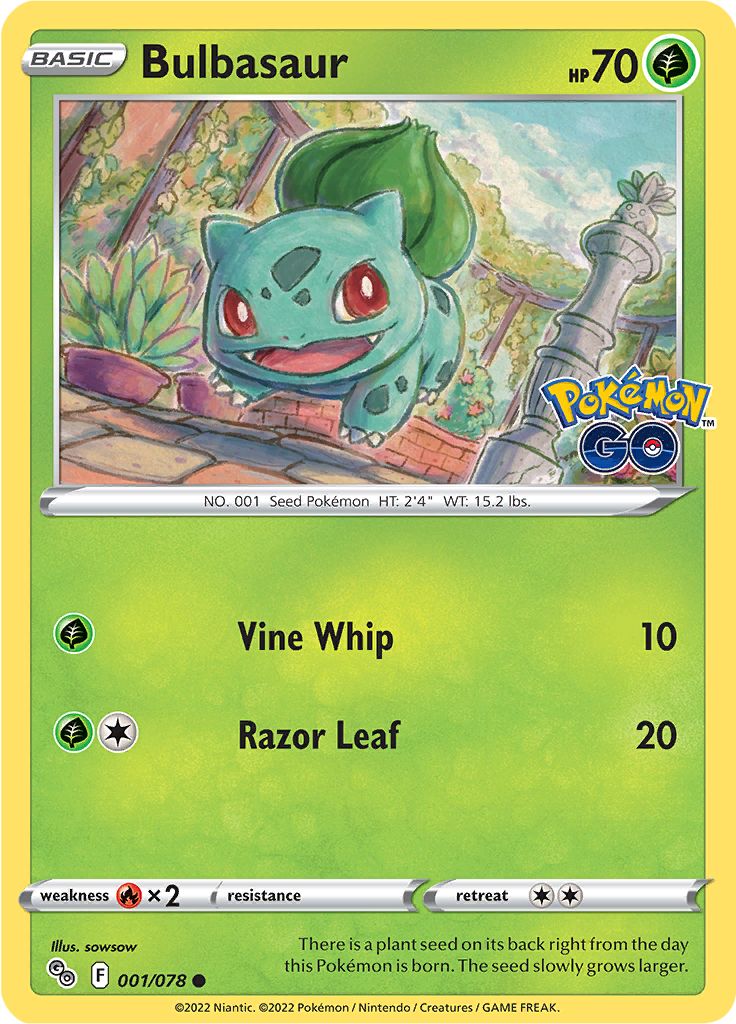 BASIC Bulbasaur HP70
POKéMON™
GO
NO. 001 Seed Pokémon HT: 2'4" WT: 15.2 lbs.
Vine Whip 10
Razor Leaf 20
weakness ×2 resistance retreat
Illus. sowsow
There is a plant seed on its back right from the day
this Pokémon is born. The seed slowly grows larger.
GO F 001/078
©2022 Niantic. ©2022 Pokémon / Nintendo / Creatures / GAME FREAK.